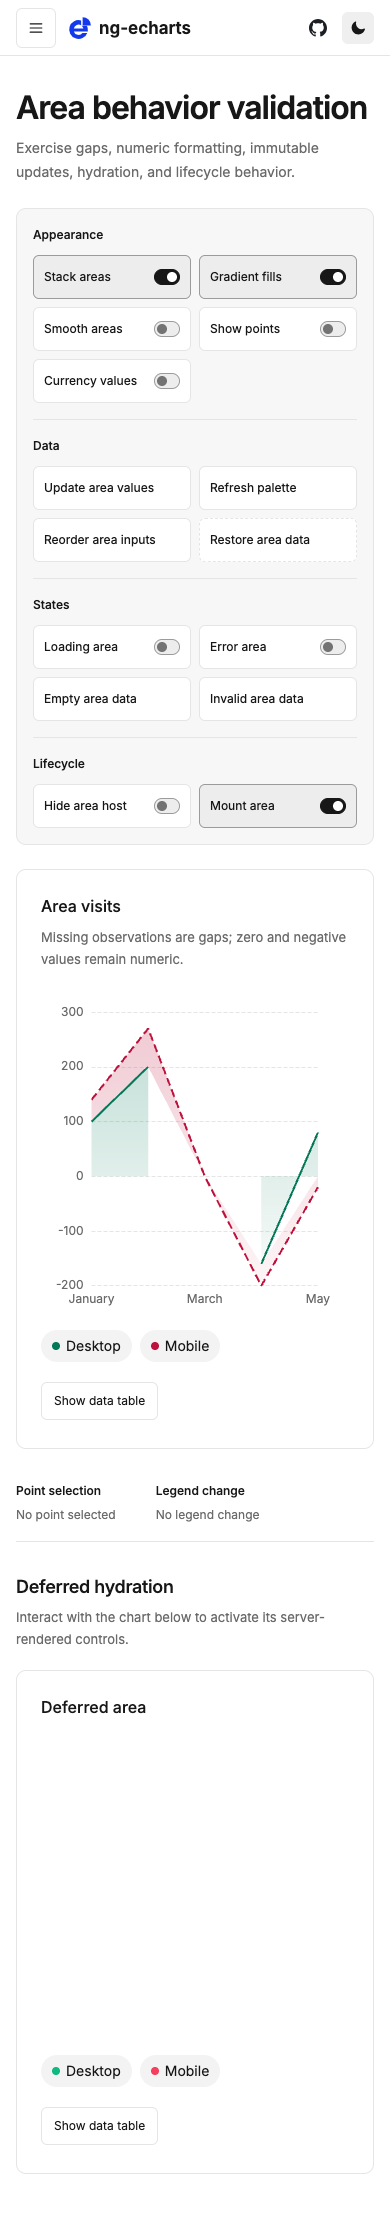 ng-echarts
Area behavior validation
Exercise gaps, numeric formatting, immutable
updates, hydration, and lifecycle behavior.
Appearance
Stack areas
Gradient fills
Smooth areas
Show points
Currency values
Data
Update area values
Refresh palette
Reorder area inputs
Restore area data
States
Loading area
Error area
Empty area data
Invalid area data
Lifecycle
Hide area host
Mount area
Area visits
Missing observations are gaps; zero and negative
values remain numeric.
300
200
100
0
-100
-200
January
March
May
Desktop
Mobile
Show data table
Point selection
Legend change
No point selected
No legend change
Deferred hydration
Interact with the chart below to activate its server-
rendered controls.
Deferred area
Desktop
Mobile
Show data table